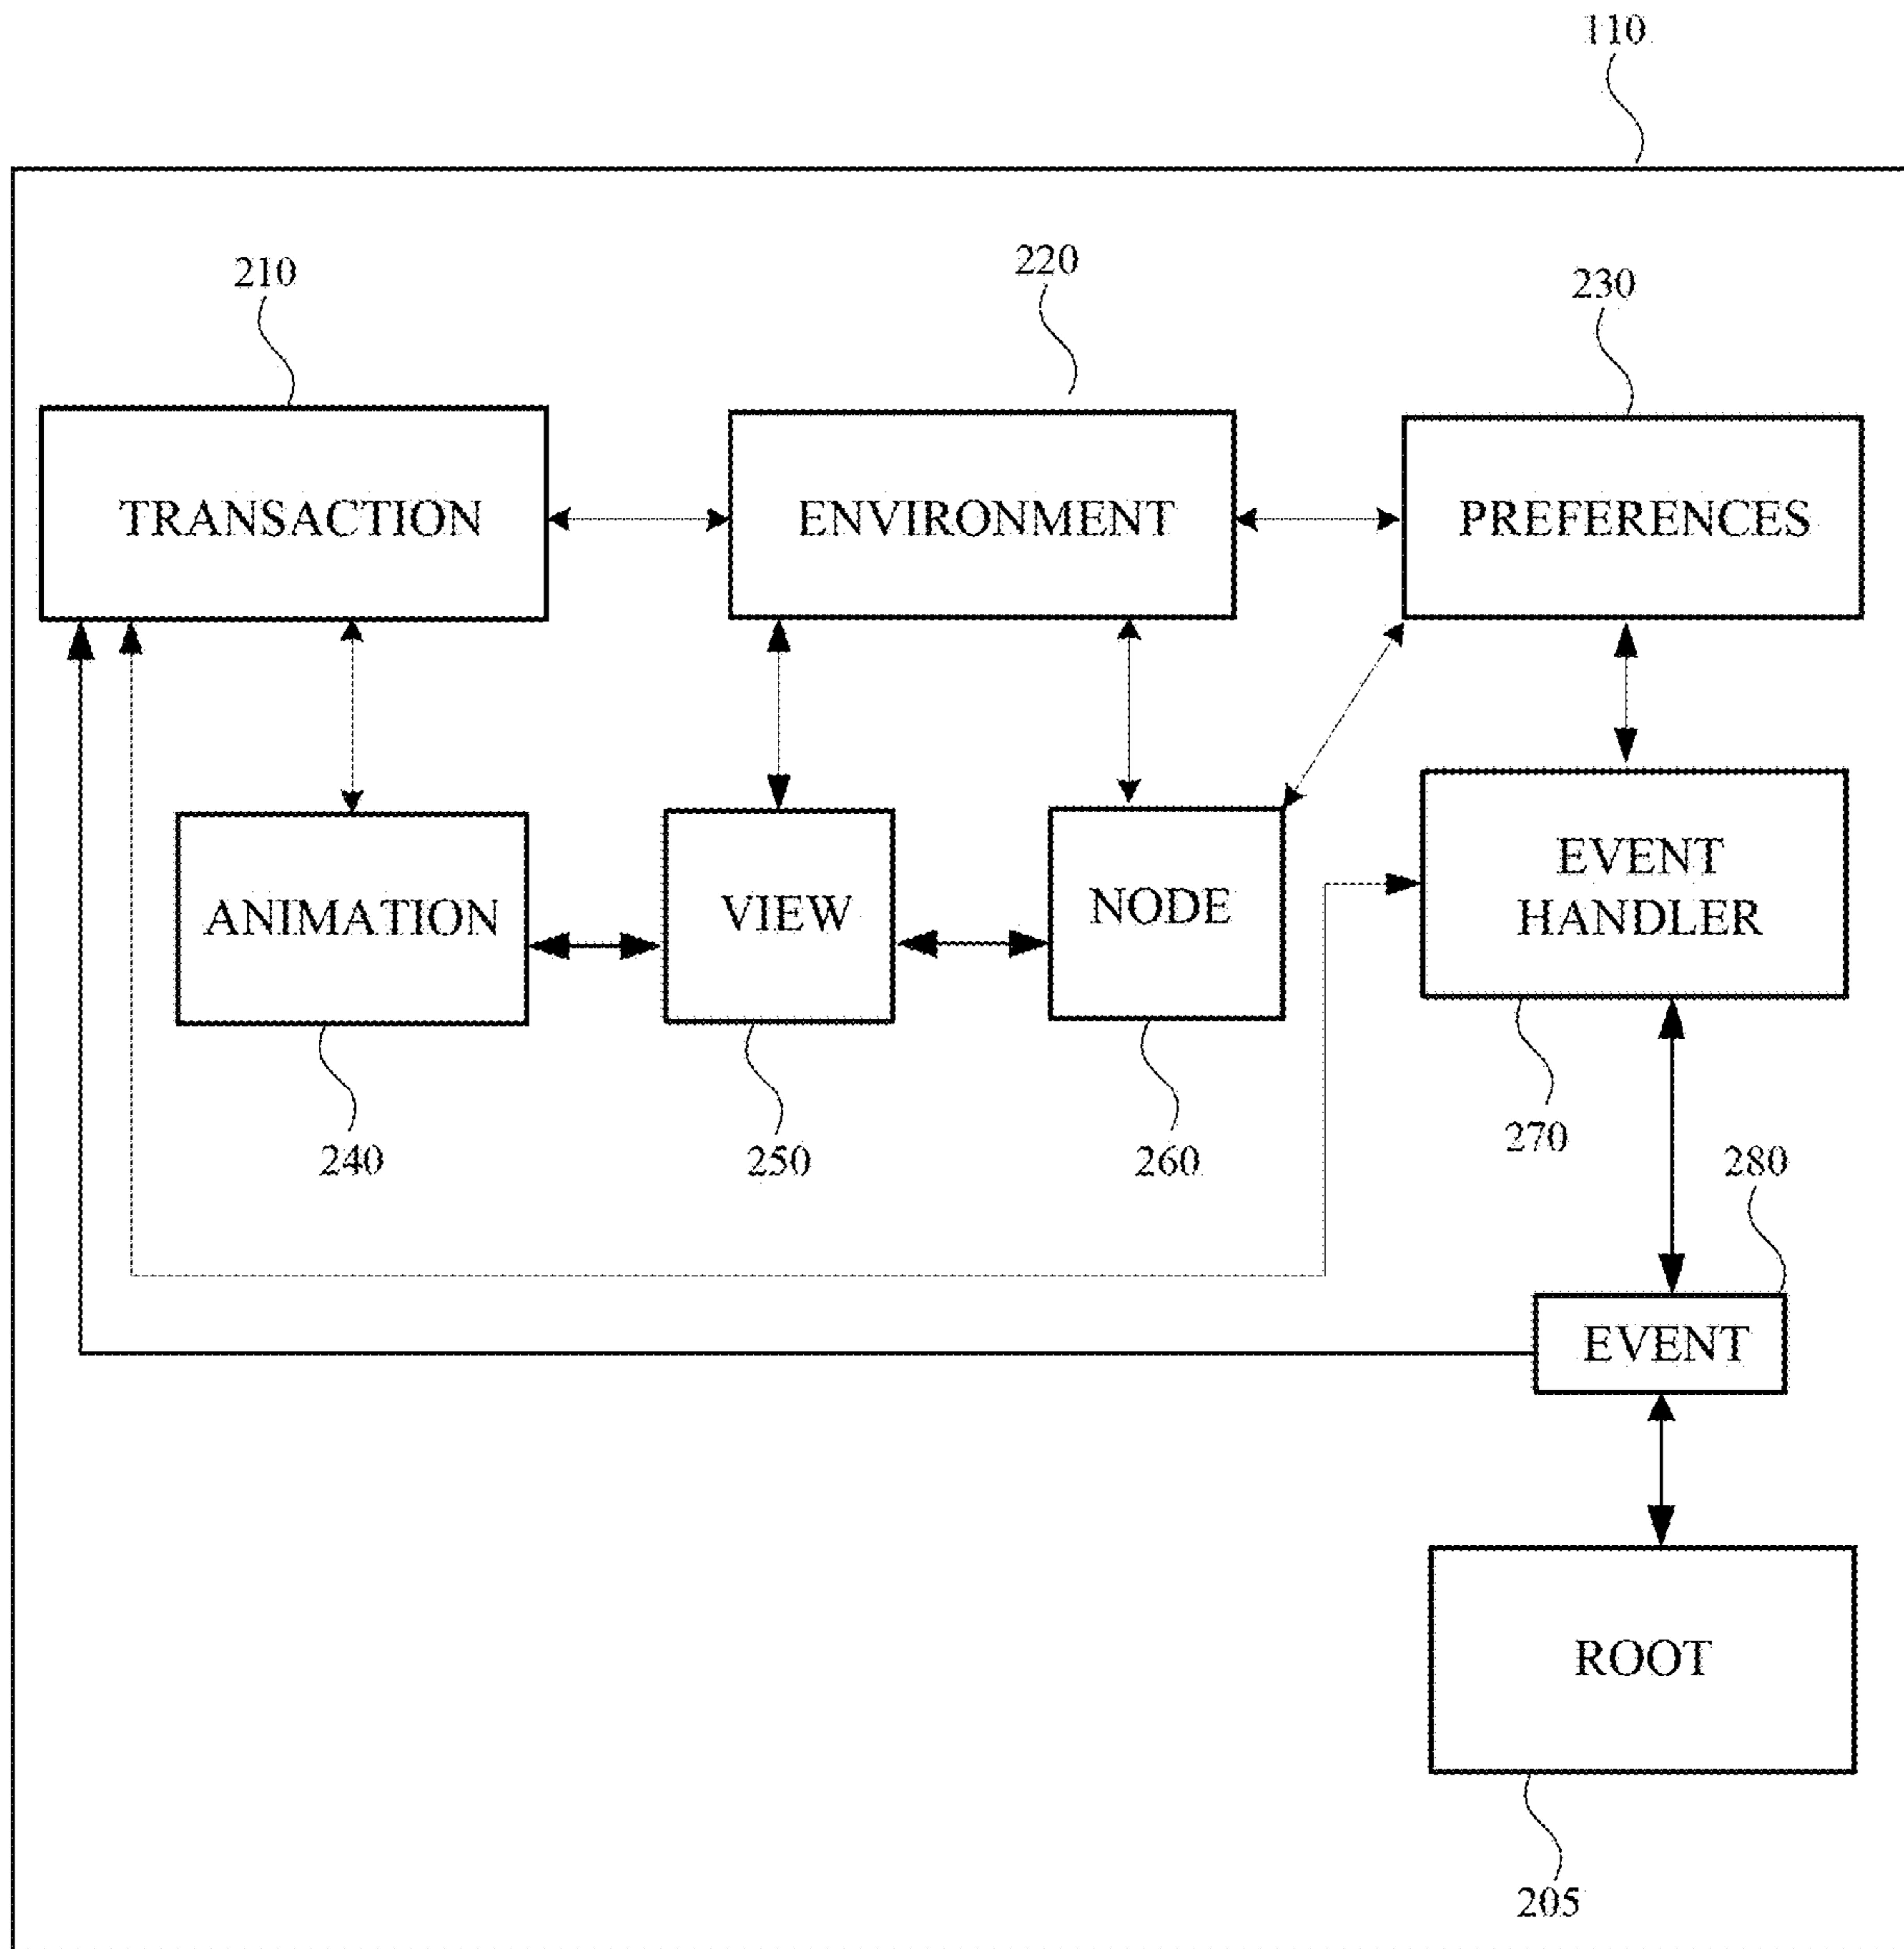 110
210
220
230
TRANSACTION
ENVIRONMENT
PREFERENCES
ANIMATION
VIEW
NODE
EVENT
HANDLER
240
250
260
270
280
EVENT
ROOT
205